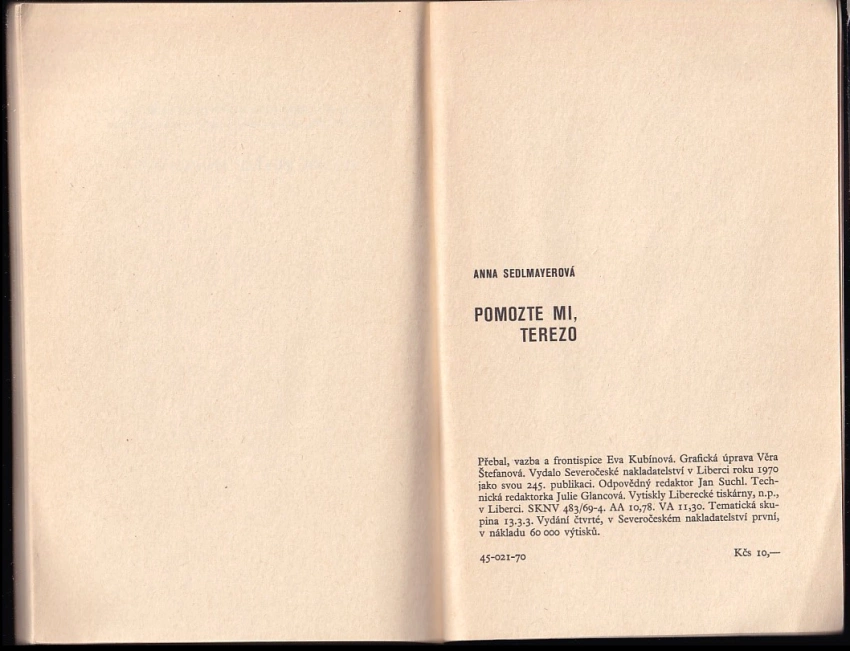 ANNA SEDLMAYEROVÁ
POMOZTE MI,
TEREZO
Přebal, vazba a frontispice Eva Kubínová. Grafická úprava Věra
Štefanová. Vydalo Severočeské nakladatelství v Liberci roku 1970
jako svou 245. publikaci. Odpovědný redaktor Jan Suchl. Tech-
nická redaktorka Julie Glancová. Vytiskly Liberecké tiskárny, n.p.,
v Liberci. SKNV 483/69-4. AA 10,78. VA 11,30. Tematická sku-
pina 13.3.3. Vydání čtvrté, v Severočeském nakladatelství první,
v nákladu 60 000 výtisků.
45-021-70
Kčs 10,—